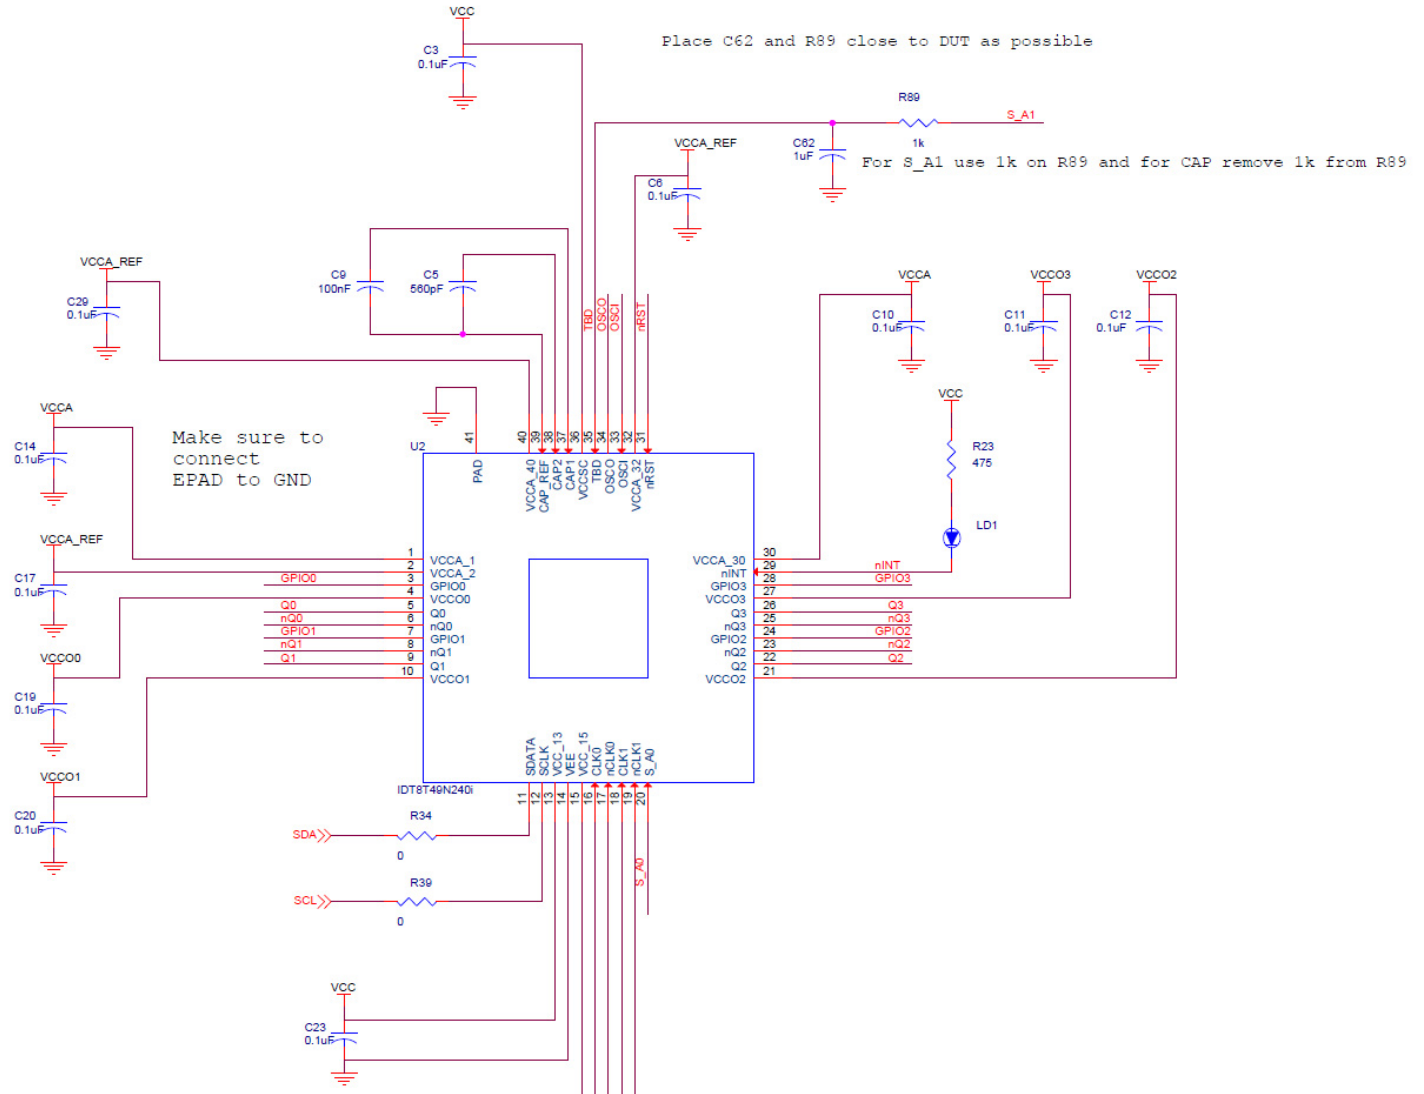 VCC
C3
0.1uF
Place C62 and R89 close to DUT as possible
R89
S_A1
1k
C62
1uF
For S_A1 use 1k on R89 and for CAP remove 1k from R89
VCCA_REF
C6
0.1uF
VCCA_REF
C29
0.1uF
C9
100nF
C5
560pF
TBD
OSCO
OSCI
nRST
VCCA
C10
0.1uF
VCCO3
C11
0.1uF
VCCO2
C12
0.1uF
VCC
R23
475
LD1
VCCA
C14
0.1uF
Make sure to
connect
EPAD to GND
U2
41
40
39
38
37
36
35
34
33
32
31
PAD
VCCA_40
CAP_REF
CAP2
CAP1
VCCSC
TBD
OSCO
OSCI
VCCA_32
nRST
VCCA_REF
C17
0.1uF
1 VCCA_1
2 VCCA_2
GPIO0 3 GPIO0
4 VCCO0
Q0 5 Q0
nQ0 6 nQ0
GPIO1 7 GPIO1
nQ1 8 nQ1
Q1 9 Q1
10 VCCO1
VCCA_30 30
nINT 29 nINT
GPIO3 28 GPIO3
VCCO3 27
Q3 26 Q3
nQ3 25 nQ3
GPIO2 24 GPIO2
nQ2 23 nQ2
Q2 22 Q2
VCCO2 21
VCCO0
C19
0.1uF
VCCO1
C20
0.1uF
SDATA
SCLK
VCC_13
VEE
VCC_15
CLK0
nCLK0
CLK1
nCLK1
S_A0
IDT8T49N240i
11
12
13
14
15
16
17
18
19
20
R34
SDA
0
R39
SCL
0
S_A0
VCC
C23
0.1uF